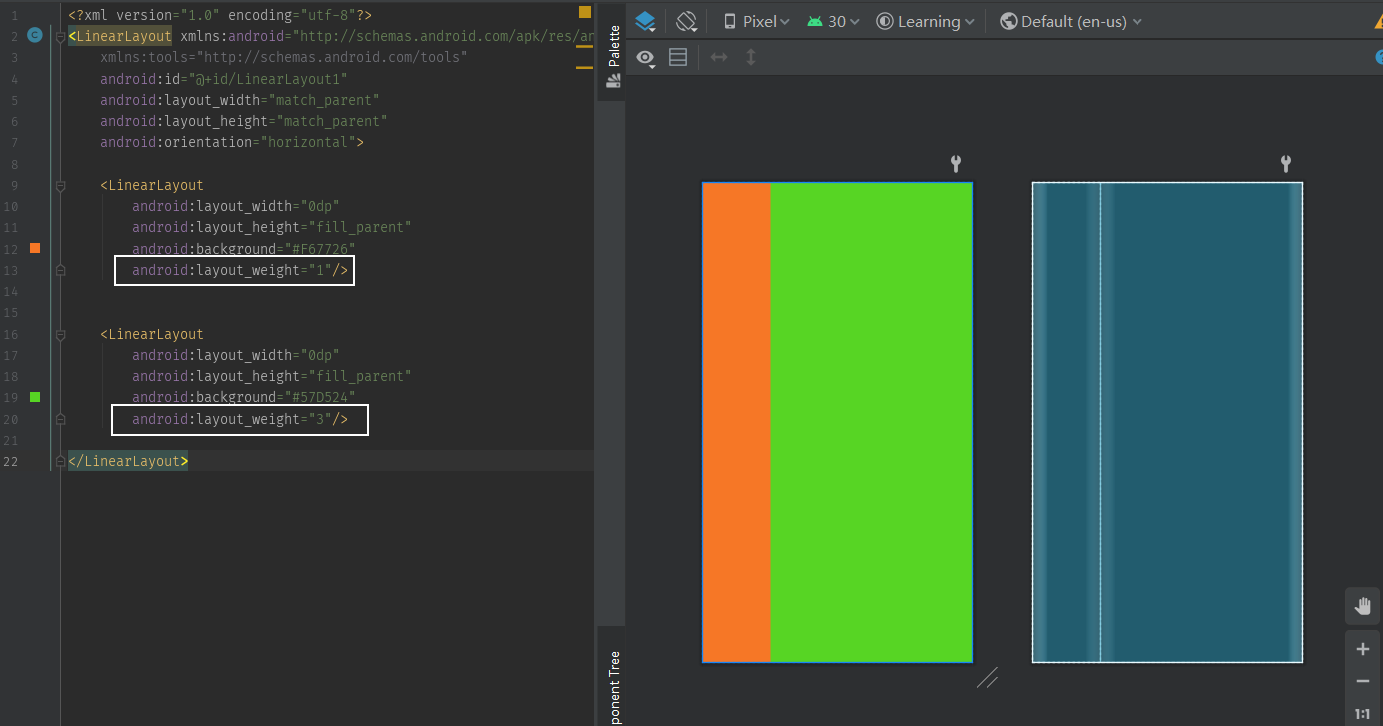 1 <?xml version="1.0" encoding="utf-8"?>
2 <LinearLayout xmlns:android="http://schemas.android.com/apk/res/an
3 xmlns:tools="http://schemas.android.com/tools"
4 android:id="@+id/LinearLayout1"
5 android:layout_width="match_parent"
6 android:layout_height="match_parent"
7 android:orientation="horizontal">
8
9 <LinearLayout
10 android:layout_width="0dp"
11 android:layout_height="fill_parent"
12 android:background="#F67726"
13 android:layout_weight="1"/>
14
15
16 <LinearLayout
17 android:layout_width="0dp"
18 android:layout_height="fill_parent"
19 android:background="#57D524"
20 android:layout_weight="3"/>
21
22 </LinearLayout>
C
Palette
ponent Tree
Pixel 30 Learning Default (en-us)
1:1